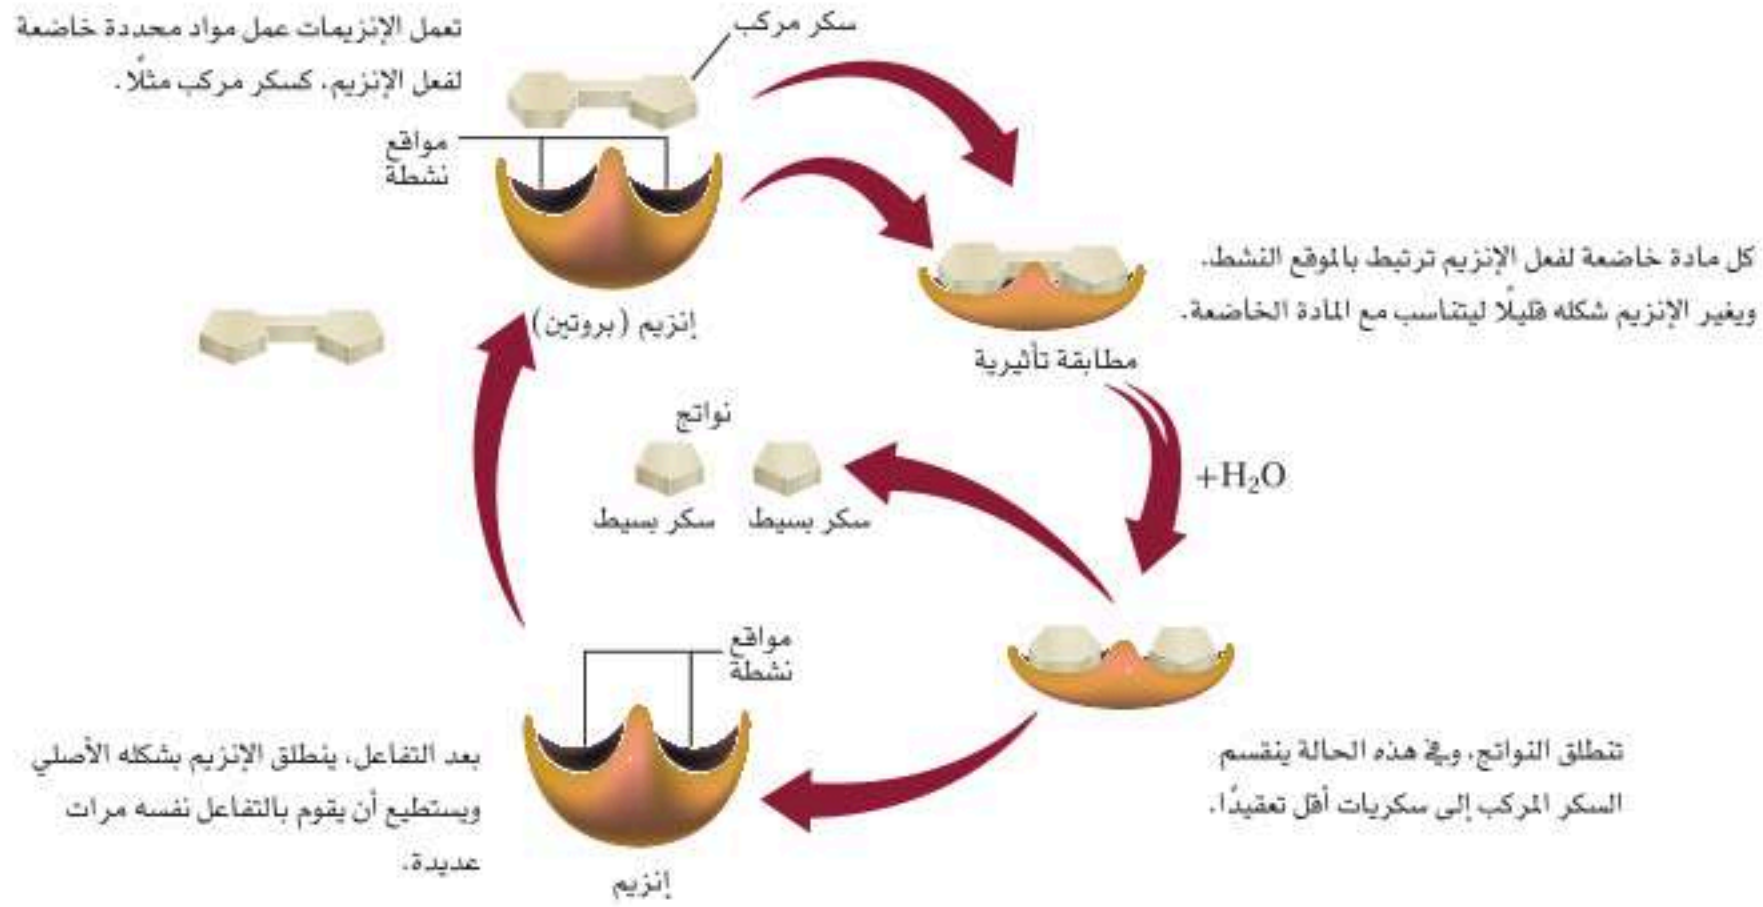 تعمل الإنزيمات عمل مواد محددة خاضعة
لفعل الإنزيم، كسكر مركب مثلًا.
سكر مركب
مواقع
نشطة
إنزيم (بروتين)
كل مادة خاضعة لفعل الإنزيم ترتبط بالموقع النشط.
ويغير الإنزيم شكله قليلًا ليتناسب مع المادة الخاضعة.
مطابقة تأثيرية
+H₂O
نواتج
سكر بسيط
سكر بسيط
تنطلق النواتج، وفي هذه الحالة ينقسم
السكر المركب إلى سكريات أقل تعقيدًا.
مواقع
نشطة
إنزيم
بعد التفاعل، ينطلق الإنزيم بشكله الأصلي
ويستطيع أن يقوم بالتفاعل نفسه مرات
عديدة.